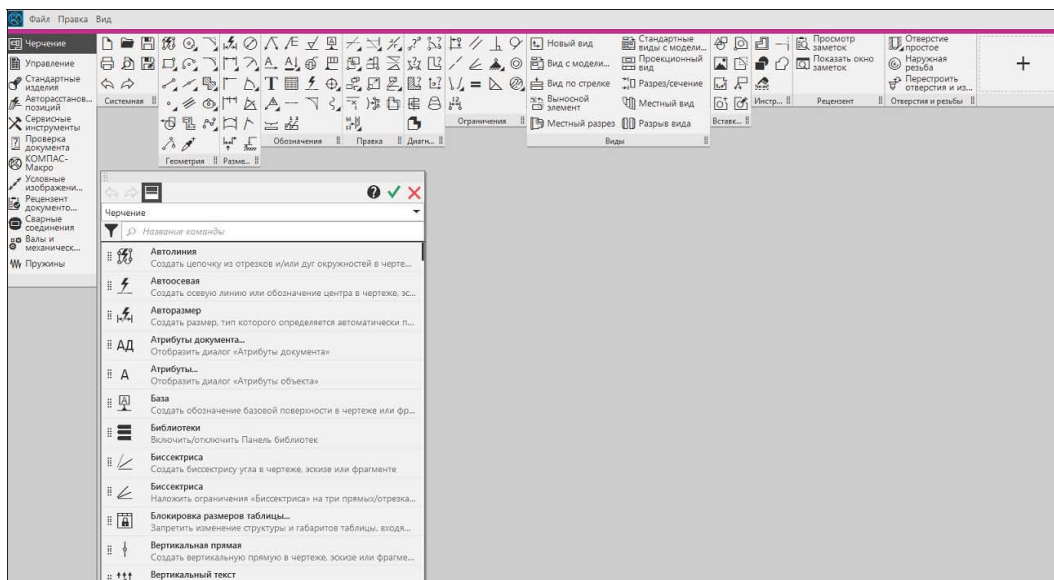 Файл Правка Вид
Черчение
Управление
Стандартные
изделия
Авторасстанов...
позиций
Сервисные
инструменты
Проверка
документа
КОМПАС-
Макро
Условные
изображени...
Рецензент
документо...
Сварные
соединения
Валы и
механическ...
Пружины
Системная
Геометрия
Разме...
Обозначения
Правка
Диагн...
Ограничения
Новый вид
Вид с модели...
Вид по стрелке
Выносной
элемент
Местный разрез
Стандартные
виды с модели...
Проекционный
вид
Разрез/сечение
Местный вид
Разрыв вида
Виды
Вставк...
Инстр...
Просмотр
заметок
Показать окно
заметок
Рецензент
Отверстие
простое
Наружная
резьба
Перестроить
отверстия и из...
Отверстия и резьбы
Черчение
Название команды
Автолиния
Создать цепочку из отрезков и/или дуг окружностей в черте...
Автоосевая
Создать осевую линию или обозначение центра в чертеже, эс...
Авторазмер
Создать размер, тип которого определяется автоматически п...
АД
Атрибуты документа...
Отобразить диалог «Атрибуты документа»
А
Атрибуты...
Отобразить диалог «Атрибуты объекта»
База
Создать обозначение базовой поверхности в чертеже или фр...
Библиотеки
Включить/отключить Панель библиотек
Биссектриса
Создать биссектрису угла в чертеже, эскизе или фрагменте
Биссектриса
Наложить ограничения «Биссектриса» на три прямых/отрезка...
Блокировка размеров таблицы...
Запретить изменение структуры и габаритов таблицы, входя...
Вертикальная прямая
Создать вертикальную прямую в чертеже, эскизе или фрагме...
Вертикальный текст